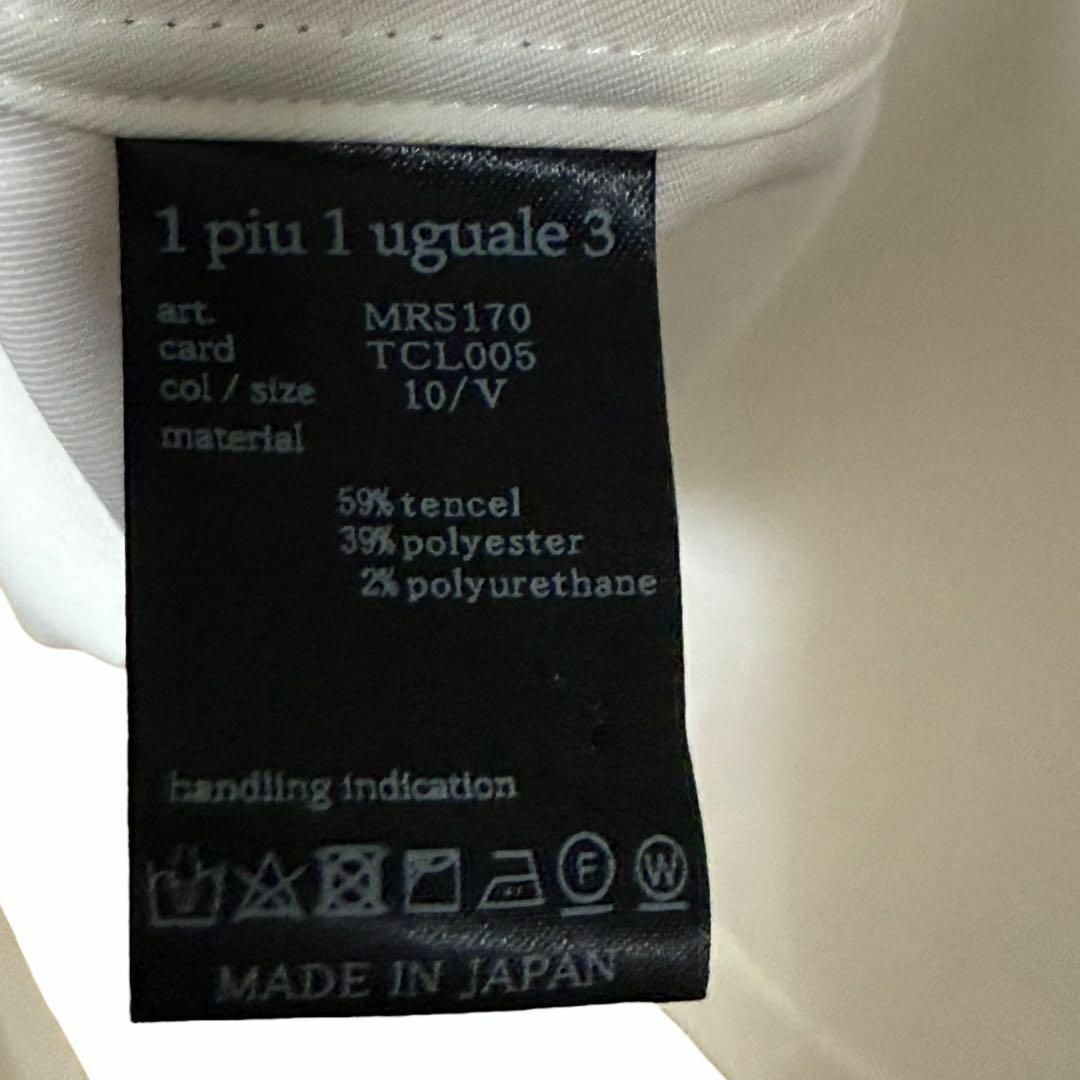 1 piu 1 uguale 3
art. MRS170
card TCL005
col / size 10/V
material
59% tencel
39% polyester
2% polyurethane
handling indication
F W
MADE IN JAPAN